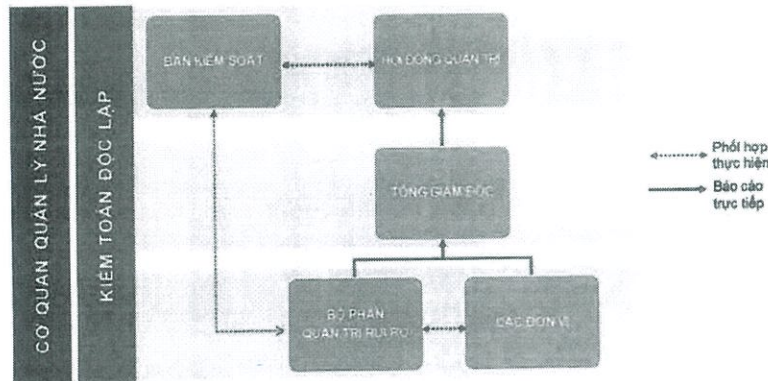 CƠ QUAN QUẢN LÝ NHÀ NƯỚC
KIỂM TOÁN ĐỘC LẬP
BAN KIỂM SOÁT
HỘI ĐỒNG QUẢN TRỊ
TỔNG GIÁM ĐỐC
BỘ PHẬN
QUẢN TRỊ RỦI RO
CÁC ĐƠN VỊ
Phối hợp
thực hiện
Báo cáo
trực tiếp